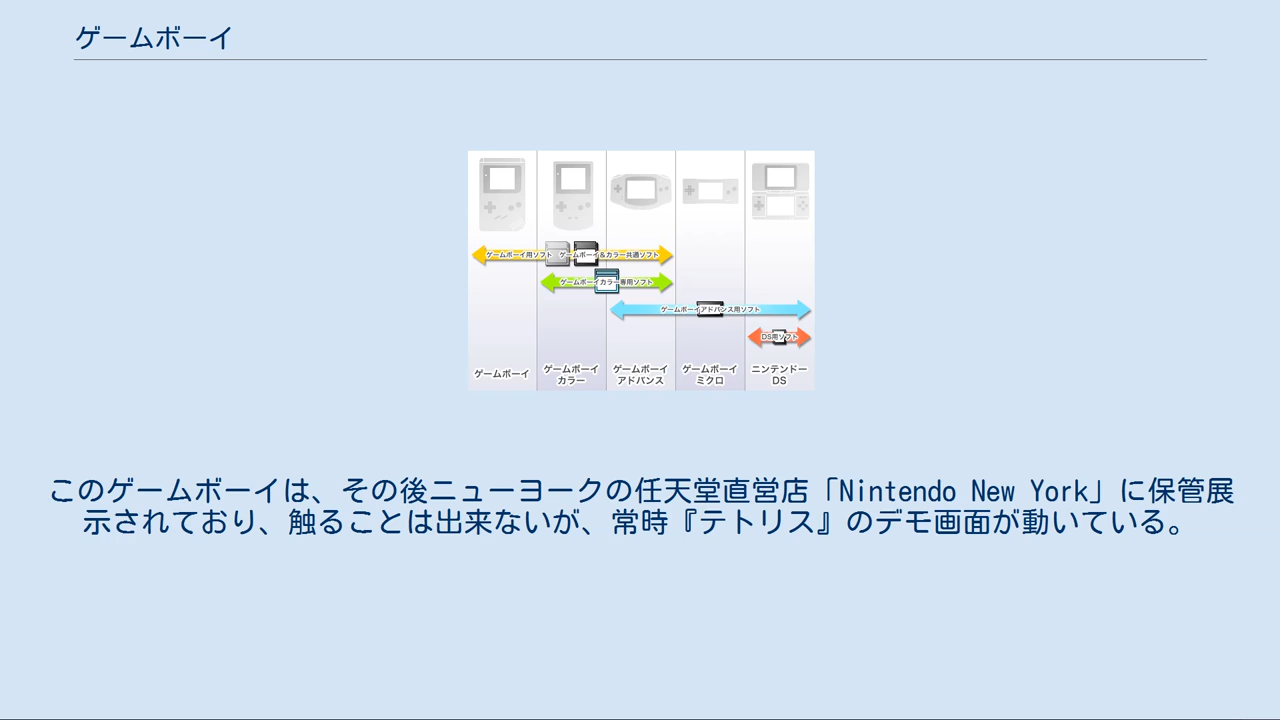 ゲームボーイ
ゲームボーイ用ソフト ゲームボーイ&カラー共通ソフト
ゲームボーイカラー専用ソフト
ゲームボーイアドバンス用ソフト
DS用ソフト
ゲームボーイ
ゲームボーイ
カラー
ゲームボーイ
アドバンス
ゲームボーイ
ミクロ
ニンテンドー
DS
このゲームボーイは、その後ニューヨークの任天堂直営店「Nintendo New York」に保管展
示されており、触ることは出来ないが、常時『テトリス』のデモ画面が動いている。